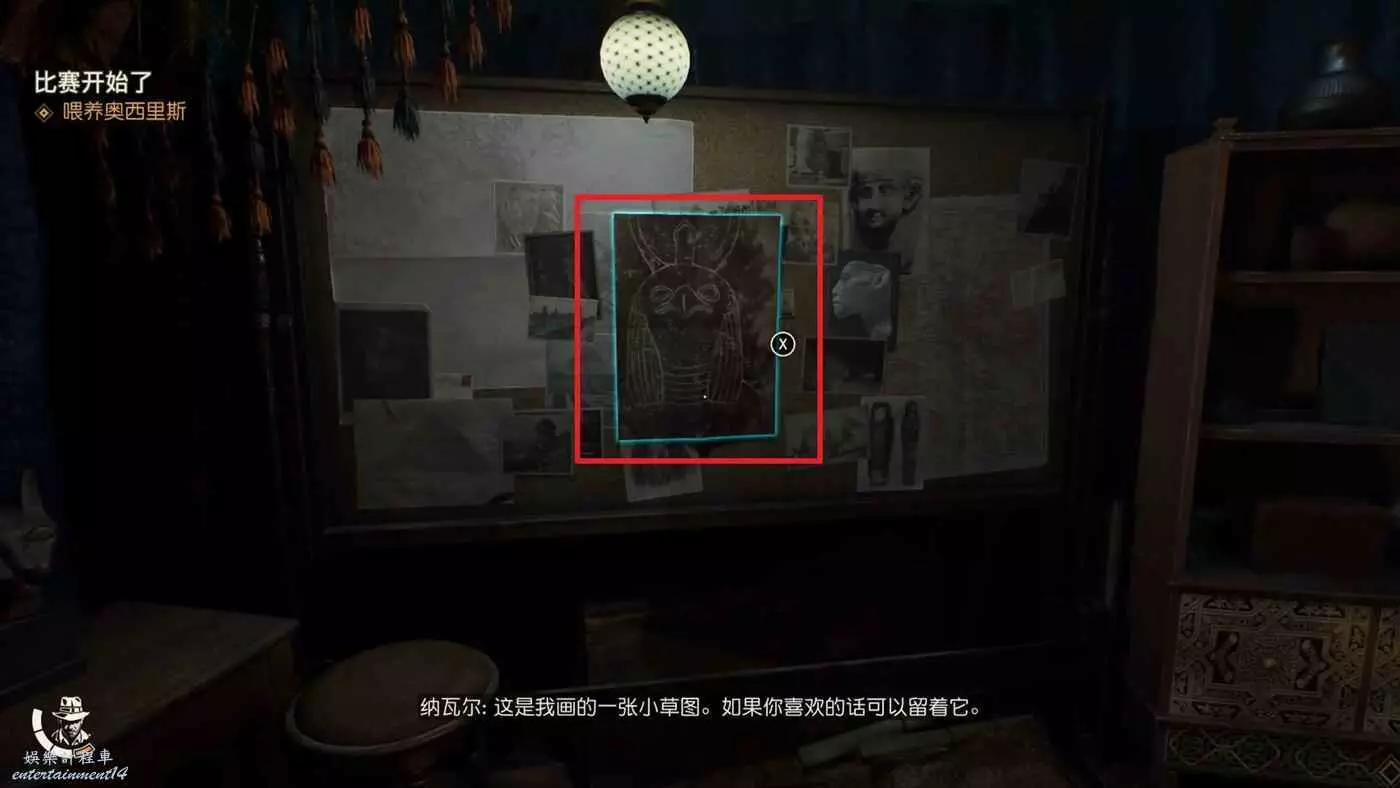 比赛开始了
喂养奥西里斯
X
纳瓦尔: 这是我画的一张小草图。如果你喜欢的话可以留着它。
娛樂計程車
entertainment14